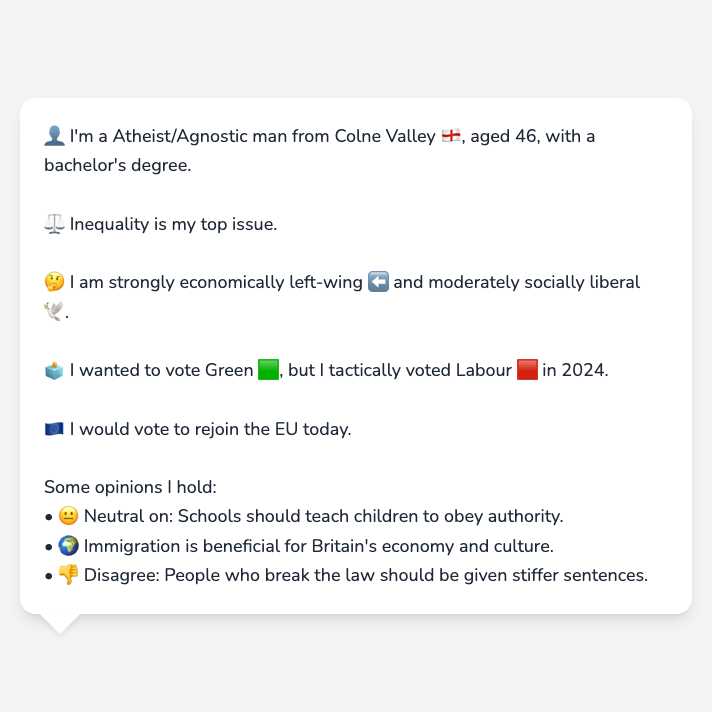 👤 I'm a Atheist/Agnostic man from Colne Valley 🏴󠁧󠁢󠁥󠁮󠁧󠁿, aged 46, with a
bachelor's degree.
⚖️ Inequality is my top issue.
🤔 I am strongly economically left-wing ⬅️ and moderately socially liberal
🕊️.
🗳️ I wanted to vote Green 🟩, but I tactically voted Labour 🟥 in 2024.
🇪🇺 I would vote to rejoin the EU today.
Some opinions I hold:
• 😐 Neutral on: Schools should teach children to obey authority.
• 🌍 Immigration is beneficial for Britain's economy and culture.
• 👎 Disagree: People who break the law should be given stiffer sentences.